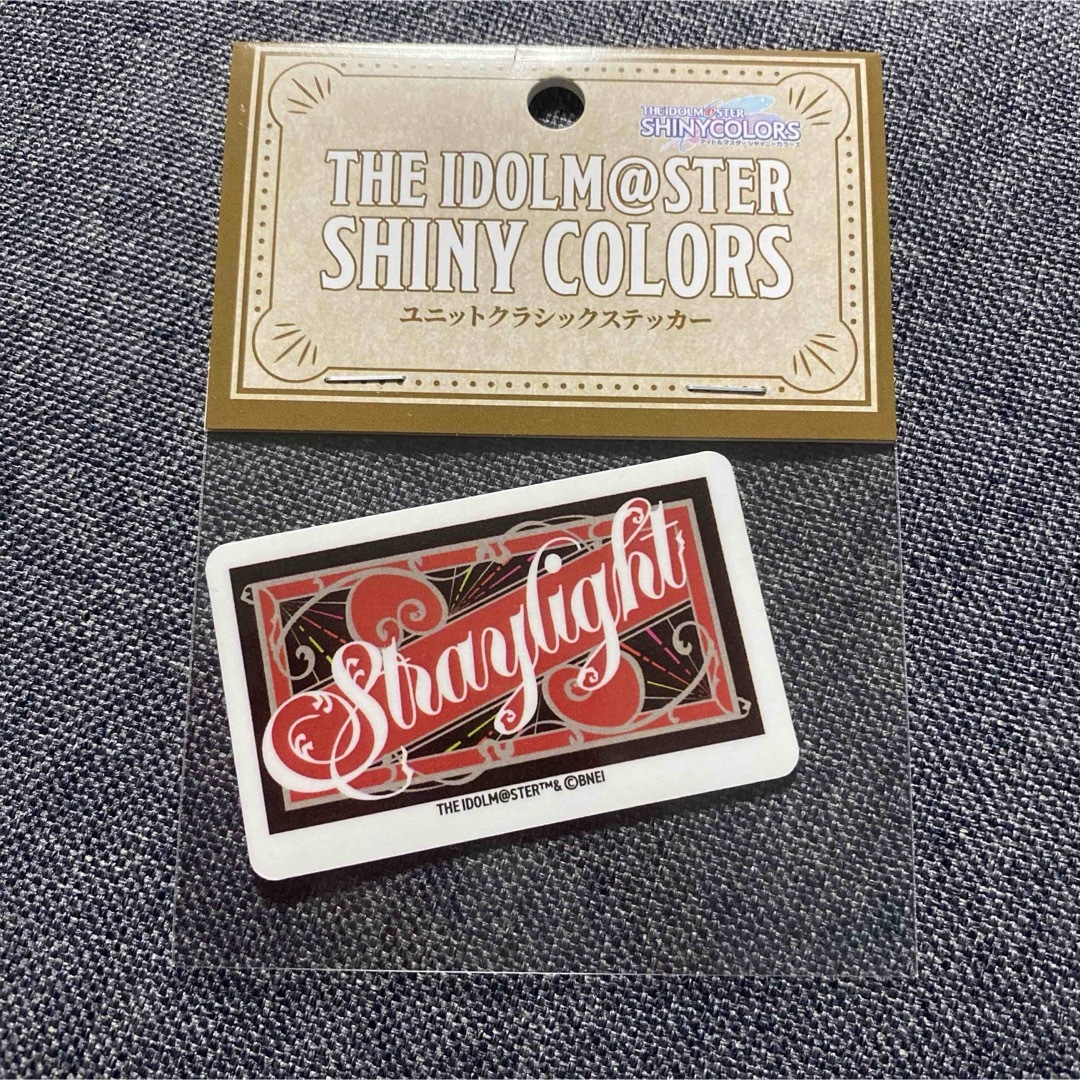 THE IDOLM@STER
SHINYCOLORS
アイドルマスターシャイニーカラーズ
THE IDOLM@STER
SHINY COLORS
ユニットクラシックステッカー
Straylight
THE IDOLM@STER™& ©BNEI